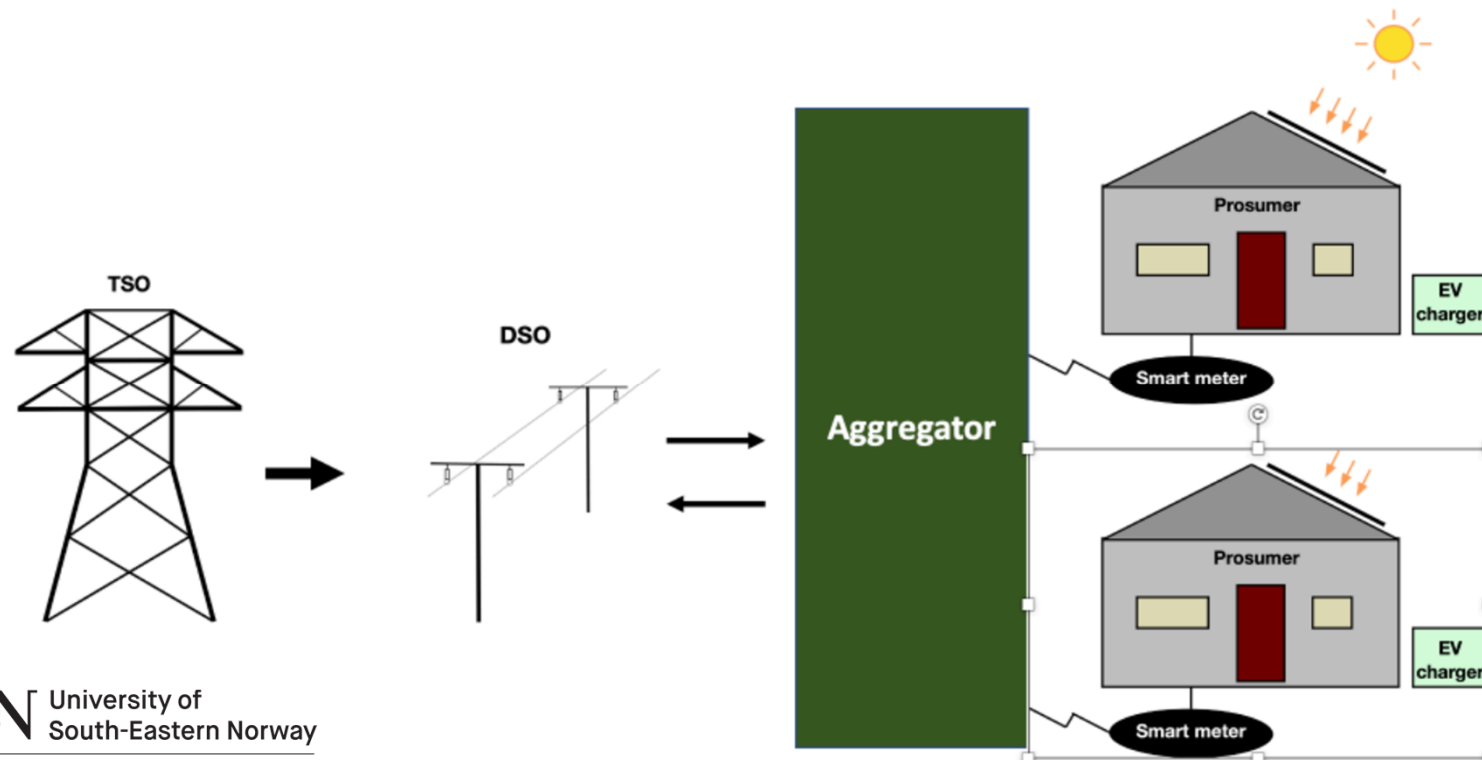 TSO
DSO
Aggregator
Prosumer
EV
charger
Smart meter
Prosumer
EV
charger
Smart meter
N University of
South-Eastern Norway